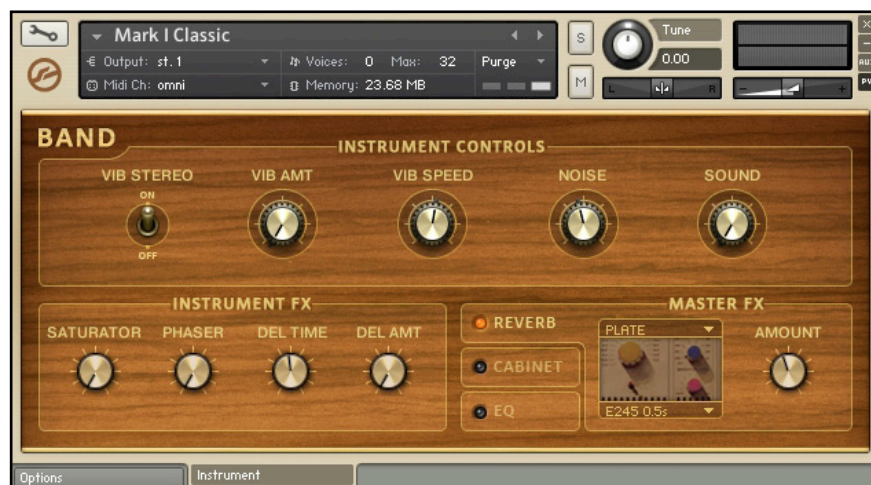 Mark I Classic
Output: st. 1
Voices: 0 Max: 32
Purge
Midi Ch: omni
Memory: 23.68 MB
S
M
Tune
0.00
L R
- +
×
-
AUX
PV
BAND
INSTRUMENT CONTROLS
VIB STEREO VIB AMT VIB SPEED NOISE SOUND
ON
OFF
INSTRUMENT FX
SATURATOR PHASER DEL TIME DEL AMT
MASTER FX
REVERB
CABINET
EQ
PLATE
E245 0.5s
AMOUNT
Options
Instrument